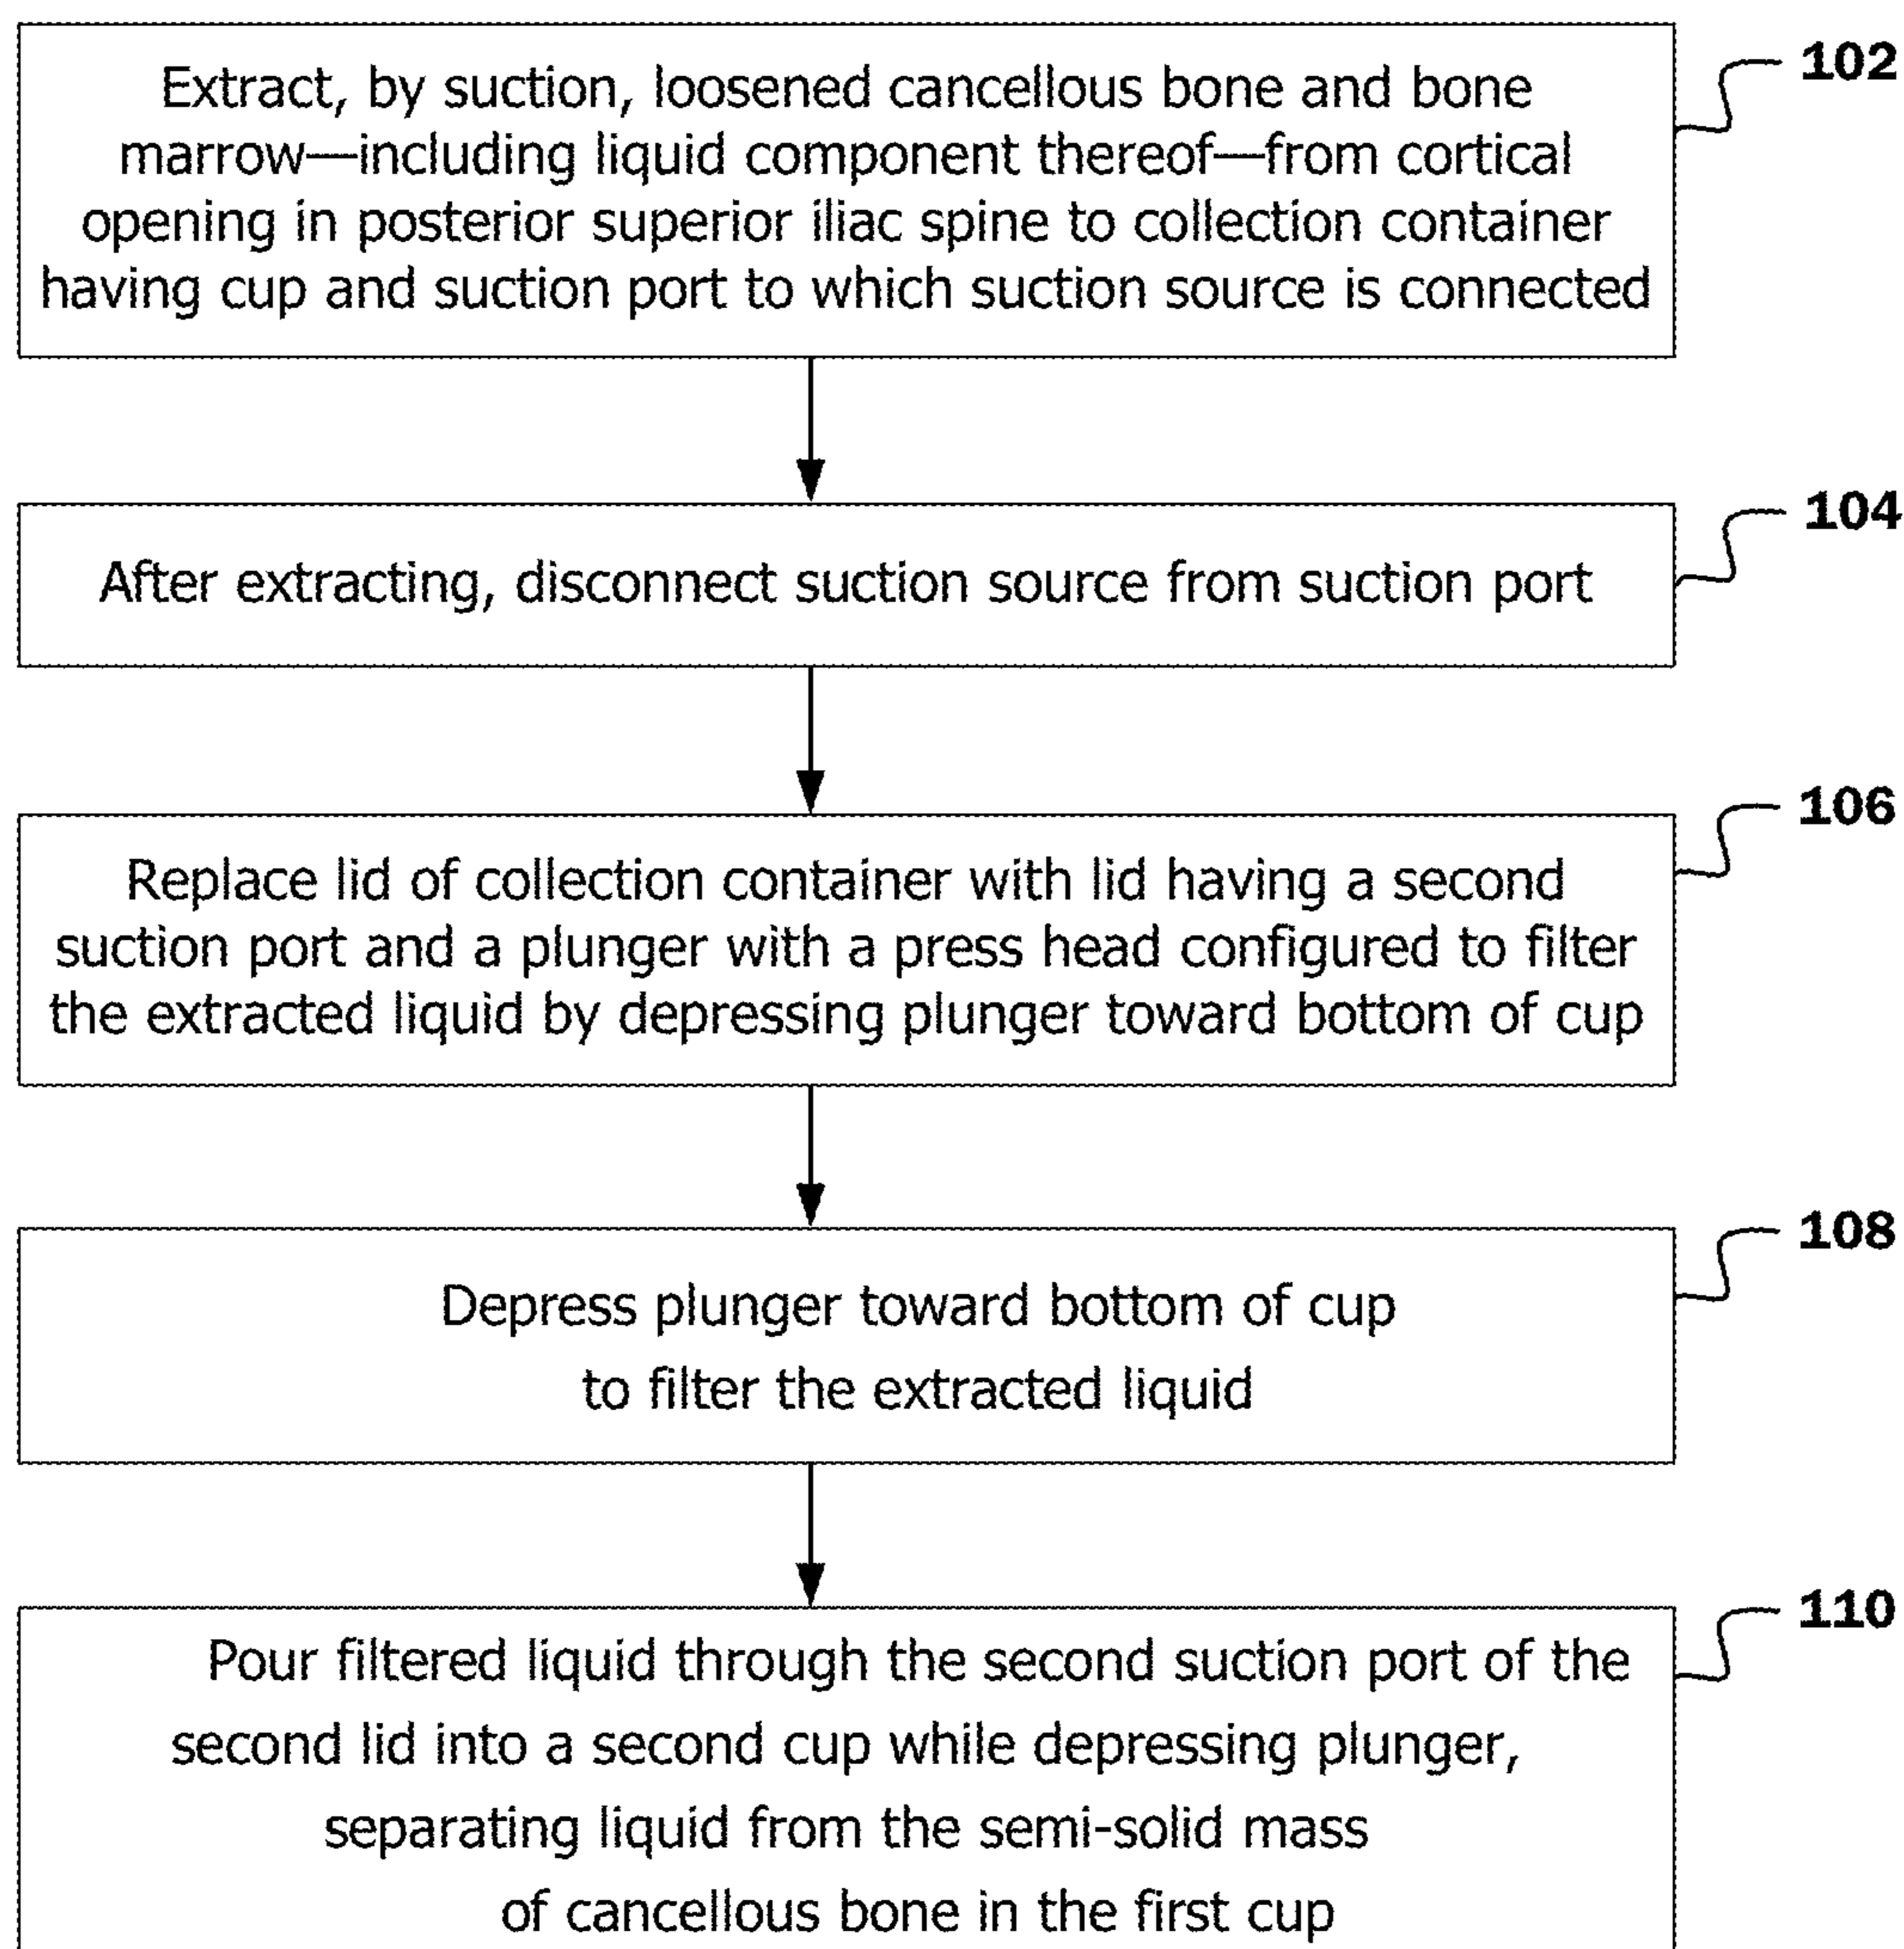 Extract, by suction, loosened cancellous bone and bone
marrow—including liquid component thereof—from cortical
opening in posterior superior iliac spine to collection container
having cup and suction port to which suction source is connected
102
After extracting, disconnect suction source from suction port
104
Replace lid of collection container with lid having a second
suction port and a plunger with a press head configured to filter
the extracted liquid by depressing plunger toward bottom of cup
106
Depress plunger toward bottom of cup
to filter the extracted liquid
108
Pour filtered liquid through the second suction port of the
second lid into a second cup while depressing plunger,
separating liquid from the semi-solid mass
of cancellous bone in the first cup
110